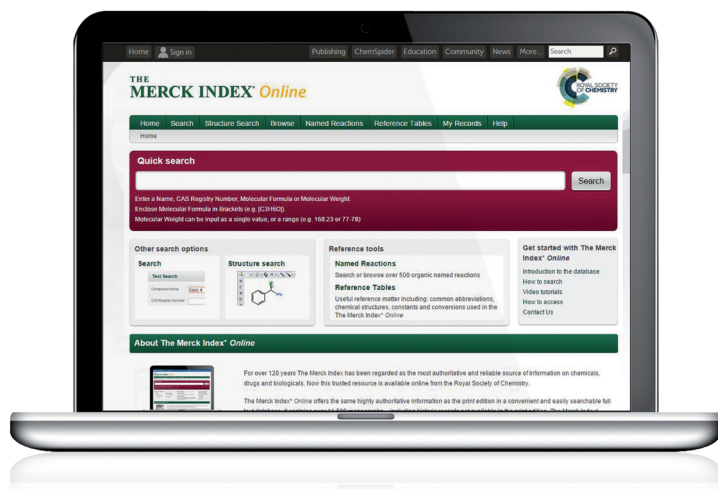 Home Sign in Publishing ChemSpider Education Community News More... Search
THE
MERCK INDEX® Online
ROYAL SOCIETY
OF CHEMISTRY
Home Search Structure Search Browse Named Reactions Reference Tables My Records Help
Home
Quick search
Search
Enter a Name, CAS Registry Number, Molecular Formula or Molecular Weight.
Enclose Molecular Formula in Brackets (e.g. [C3H6O]).
Molecular Weight can be input as a single value, or a range (e.g. 168.23 or 77-78)
Other search options
Search
Text Search
Compound Name
CAS Registry Number
Structure search
Reference tools
Named Reactions
Search or browse over 500 organic named reactions
Reference Tables
Useful reference matter including: common abbreviations,
chemical structures, constants and conversions used in the
The Merck Index* Online
Get started with The Merck
Index* Online
Introduction to the database
How to search
Video tutorials
How to access
Contact Us
About The Merck Index* Online
For over 120 years The Merck Index has been regarded as the most authoritative and reliable source of information on chemicals,
drugs and biologicals. Now this trusted resource is available online from the Royal Society of Chemistry.
The Merck Index* Online offers the same highly authoritative information as the print edition in a convenient and easily searchable full